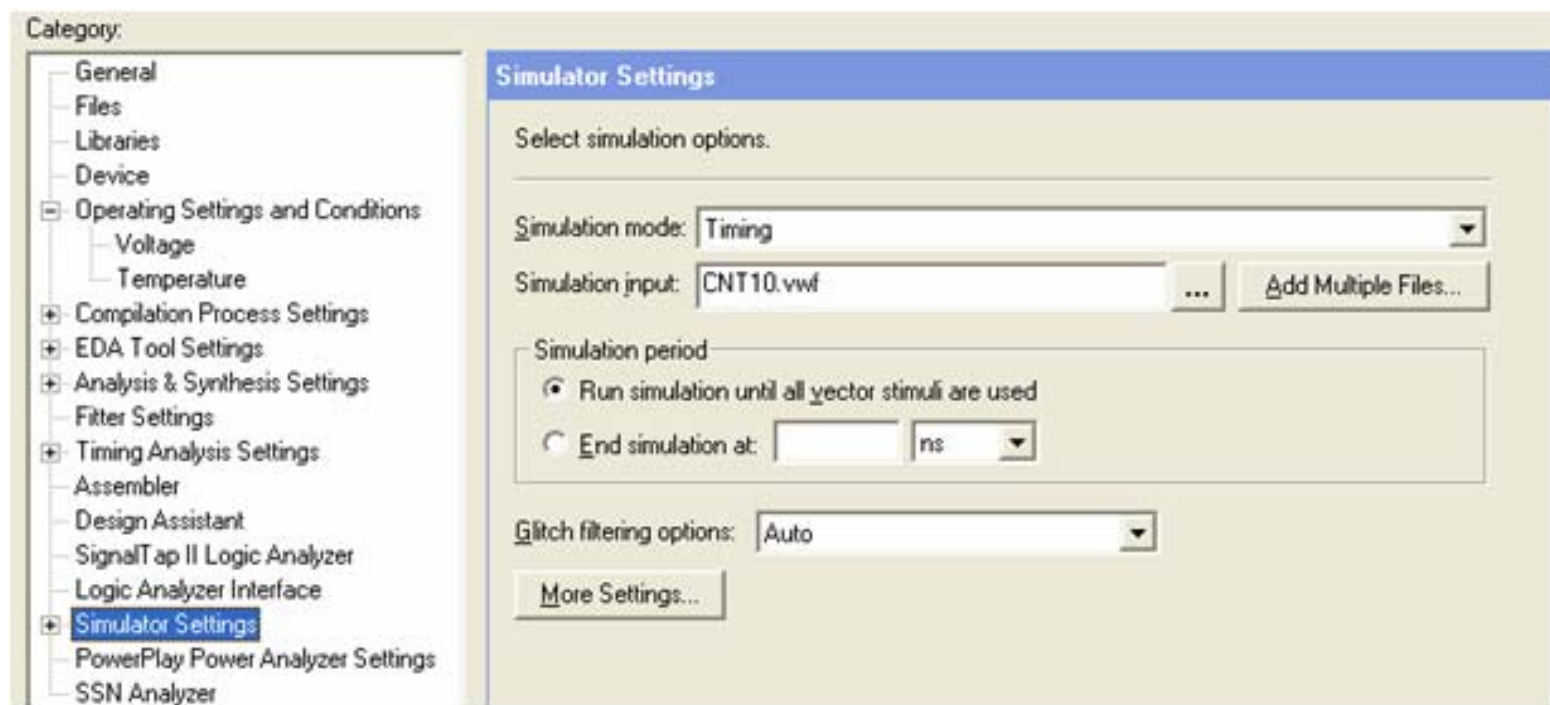 Category:
General
Files
Libraries
Device
Operating Settings and Conditions
Voltage
Temperature
Compilation Process Settings
EDA Tool Settings
Analysis & Synthesis Settings
Fitter Settings
Timing Analysis Settings
Assembler
Design Assistant
SignalTap II Logic Analyzer
Logic Analyzer Interface
Simulator Settings
PowerPlay Power Analyzer Settings
SSN Analyzer
Simulator Settings
Select simulation options.
Simulation mode: Timing
Simulation input: CNT10.vwf ... Add Multiple Files...
Simulation period
Run simulation until all vector stimuli are used
End simulation at: ns
Glitch filtering options: Auto
More Settings...